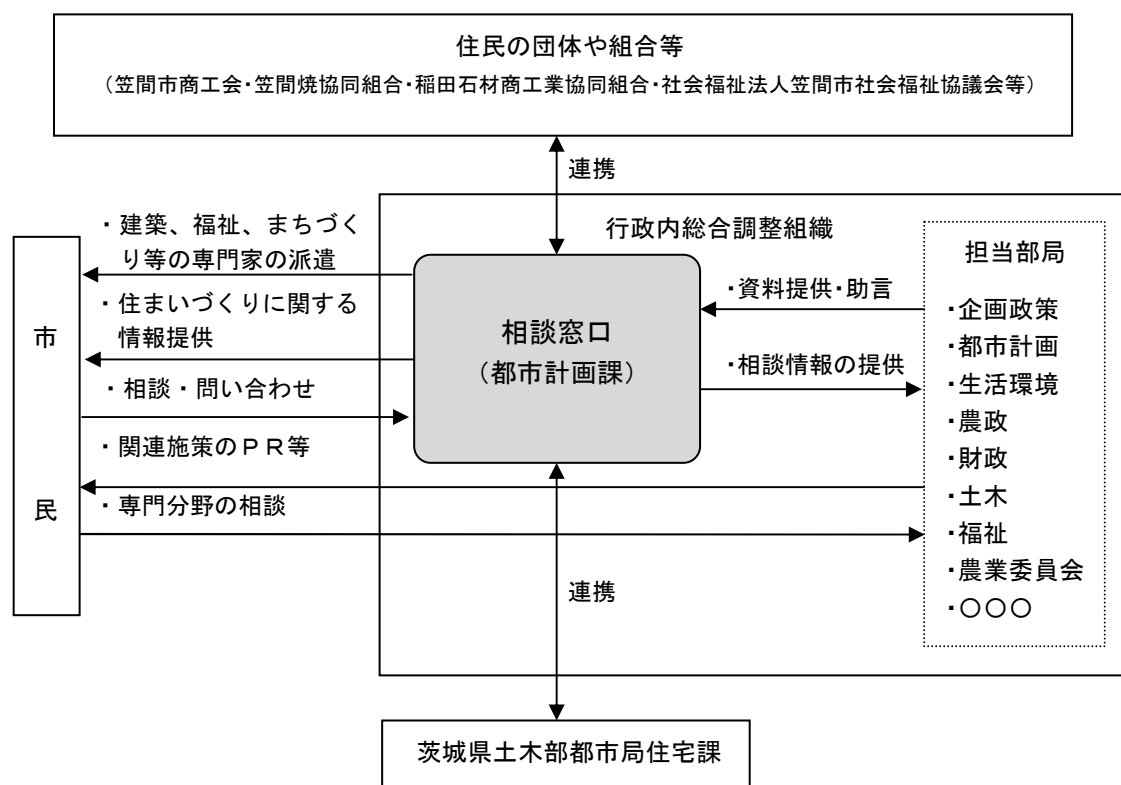 住民の団体や組合等
（笠間市商工会・笠間焼協同組合・稲田石材商工業協同組合・社会福祉法人笠間市社会福祉協議会等）
連携
行政内総合調整組織
・建築、福祉、まちづく
り等の専門家の派遣
・住まいづくりに関する
情報提供
・相談・問い合わせ
・関連施策のＰＲ等
・専門分野の相談
市
民
相談窓口
（都市計画課）
・資料提供・助言
・相談情報の提供
担当部局
・企画政策
・都市計画
・生活環境
・農政
・財政
・土木
・福祉
・農業委員会
・〇〇〇
連携
茨城県土木部都市局住宅課